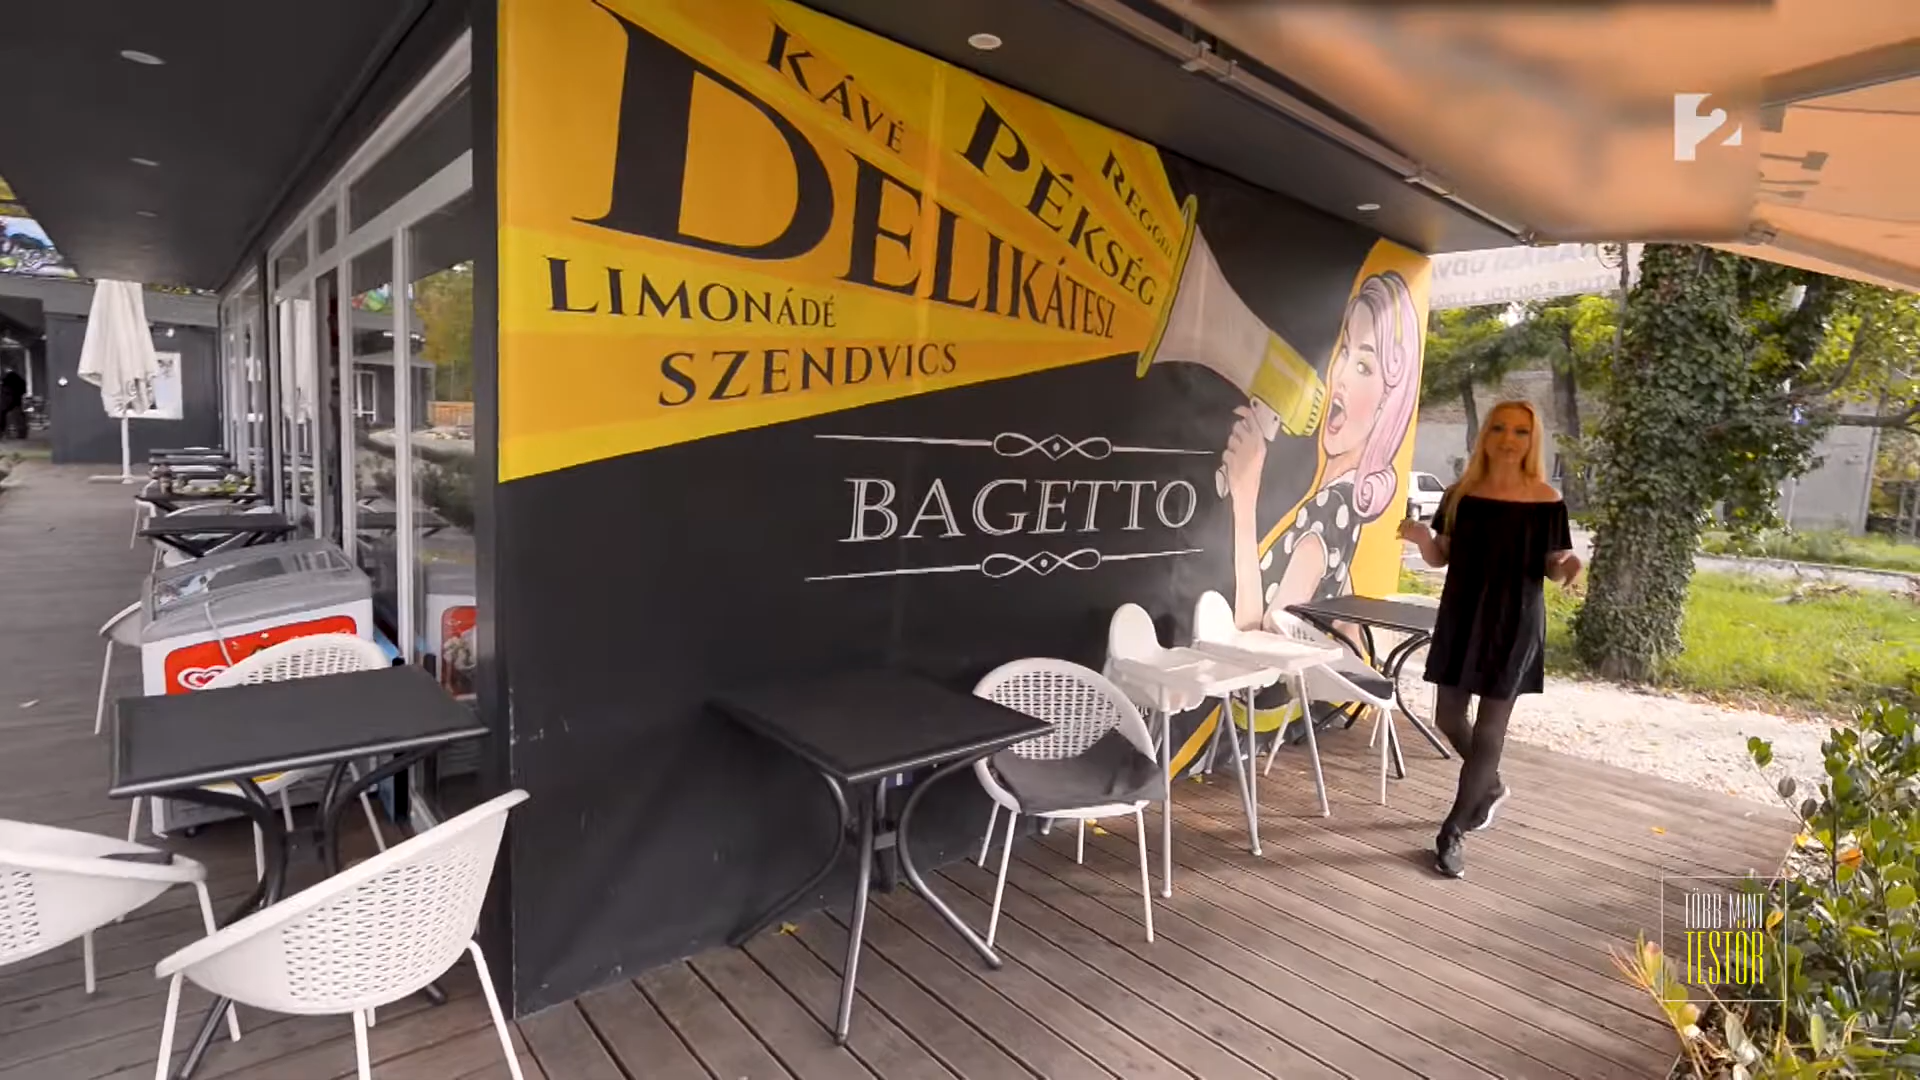 KÁVÉ
PÉKSÉG
REGGELI
DELIKÁTESZ
LIMONÁDÉ
SZENDVICS
BAGETTO
2
TÖBB MINT
TESTŐR